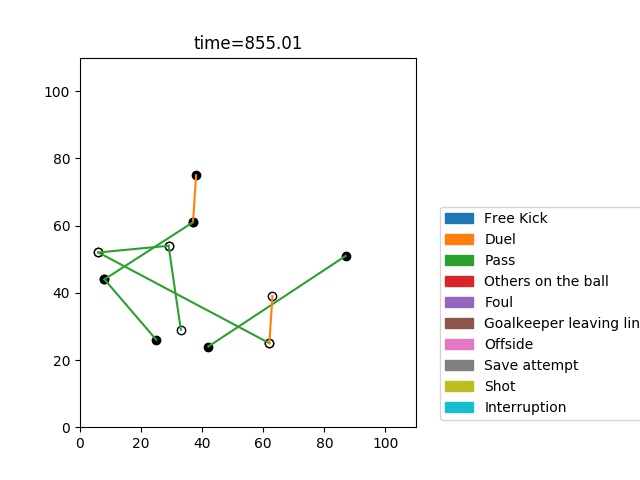 time=855.01
100
80
60
40
20
0
0 20 40 60 80 100
Free Kick
Duel
Pass
Others on the ball
Foul
Goalkeeper leaving lin
Offside
Save attempt
Shot
Interruption